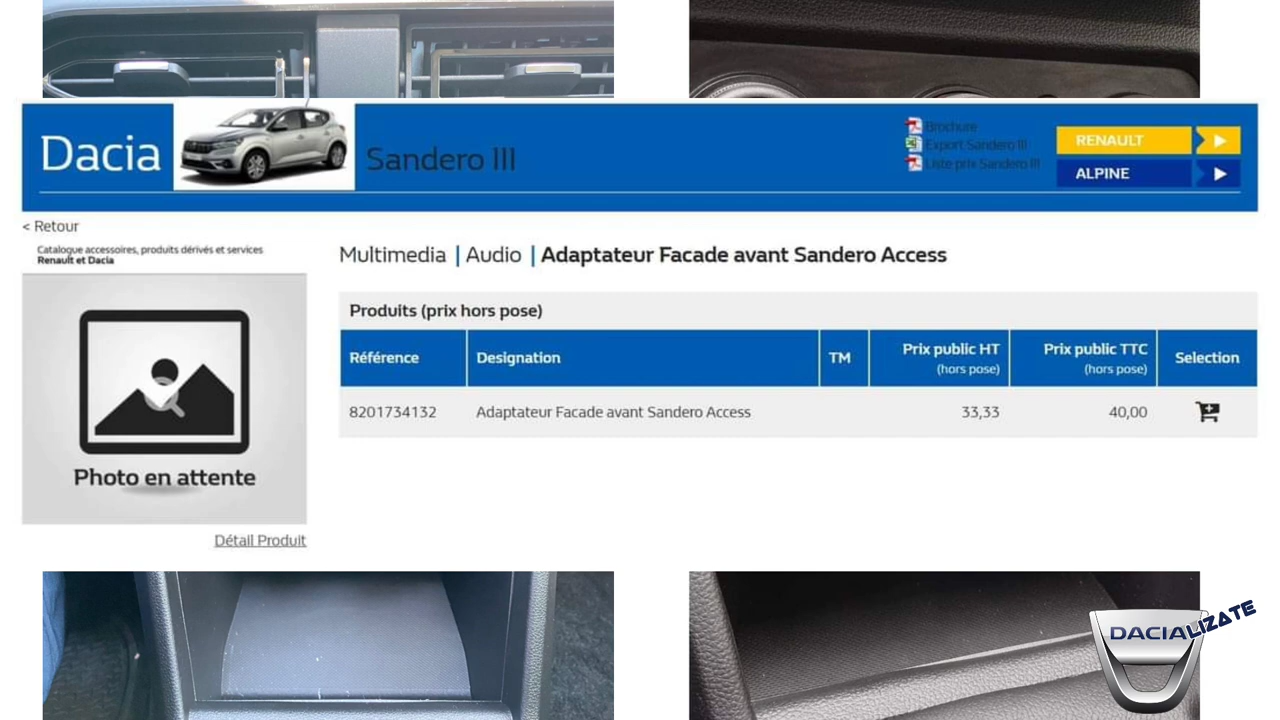 Dacia
Sandero III
Brochure
Export Sandero III
Liste prix Sandero III
RENAULT
ALPINE
< Retour
Catalogue accessoires, produits dérivés et services
Renault et Dacia
Photo en attente
Détail Produit
Multimedia | Audio | Adaptateur Facade avant Sandero Access
Produits (prix hors pose)
Référence Designation TM Prix public HT (hors pose) Prix public TTC (hors pose) Selection
8201734132 Adaptateur Facade avant Sandero Access 33,33 40,00
DACIALIZATE